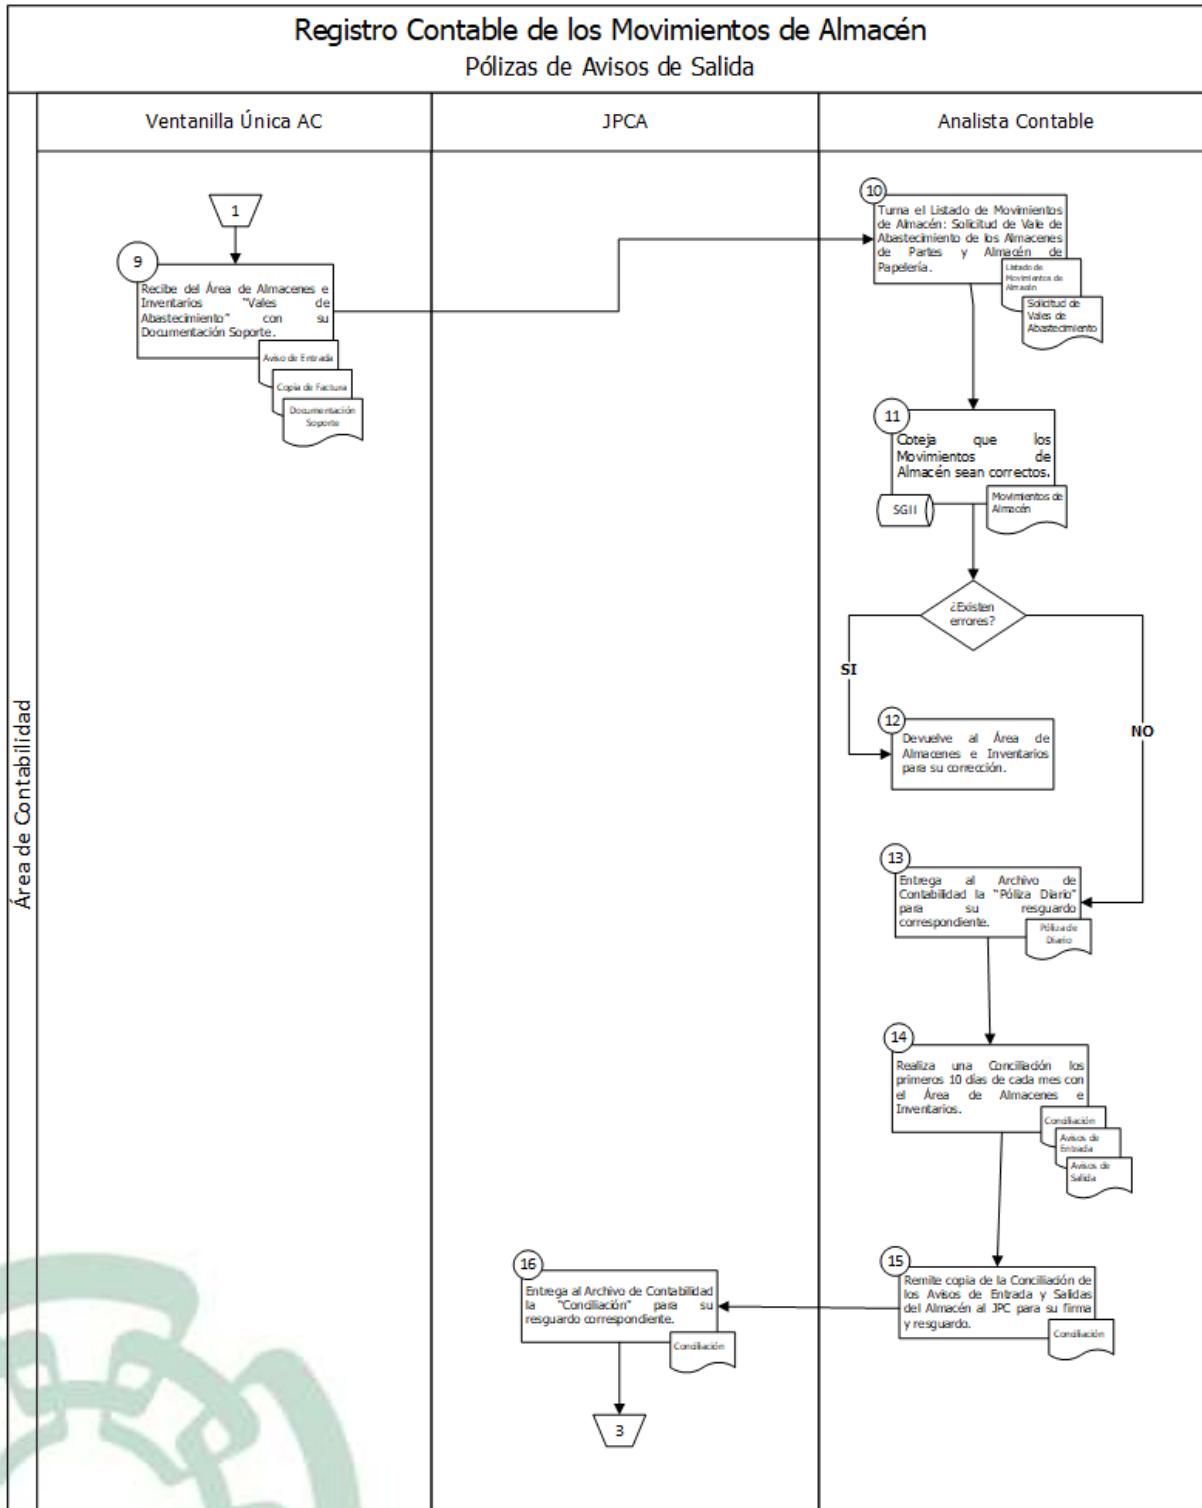 Registro Contable de los Movimientos de Almacén
Pólizas de Avisos de Salida
Área de Contabilidad
Ventanilla Única AC
JPCA
Analista Contable
1
9
Recibe del Área de Almacenes e
Inventarios "Vales de
Abastecimiento" con su
Documentación Soporte.
Aviso de Entrada
Copia de Factura
Documentación
Soporte
10
Turna el Listado de Movimientos
de Almacén: Solicitud de Vale de
Abastecimiento de los Almacenes
de Partes y Almacén de
Papelería.
Listado de
Movimientos de
Almacén
Solicitud de
Vales de
Abastecimiento
11
Coteja que los
Movimientos de
Almacén sean correctos.
SGII
Movimientos de
Almacén
¿Existen
errores?
SI
NO
12
Devuelve al Área de
Almacenes e Inventarios
para su corrección.
13
Entrega al Archivo de
Contabilidad la "Póliza Diario"
para su resguardo
correspondiente.
Póliza de
Diario
14
Realiza una Conciliación los
primeros 10 días de cada mes con
el Área de Almacenes e
Inventarios.
Conciliación
Avisos de
Entrada
Avisos de
Salida
15
Remite copia de la Conciliación de
los Avisos de Entrada y Salidas
del Almacén al JPC para su firma
y resguardo.
Conciliación
16
Entrega al Archivo de Contabilidad
la "Conciliación" para su
resguardo correspondiente.
Conciliación
3